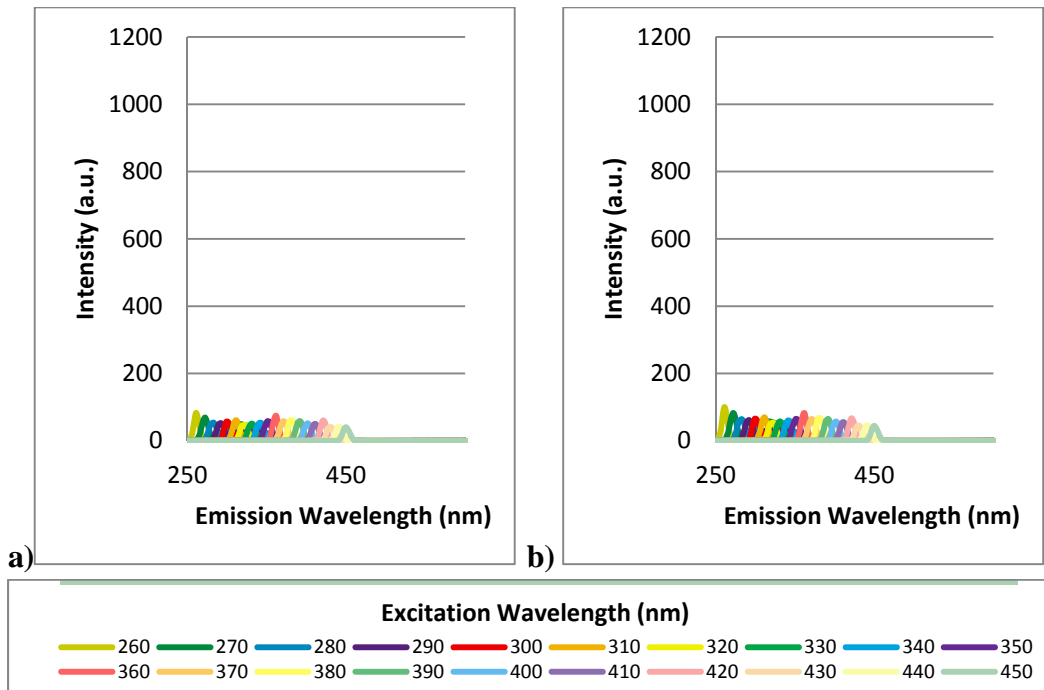 1200
1000
800
600
400
200
0
Intensity (a.u.)
250 450
Emission Wavelength (nm)
a)
1200
1000
800
600
400
200
0
Intensity (a.u.)
250 450
Emission Wavelength (nm)
b)
Excitation Wavelength (nm)
260 270 280 290 300 310 320 330 340 350
360 370 380 390 400 410 420 430 440 450